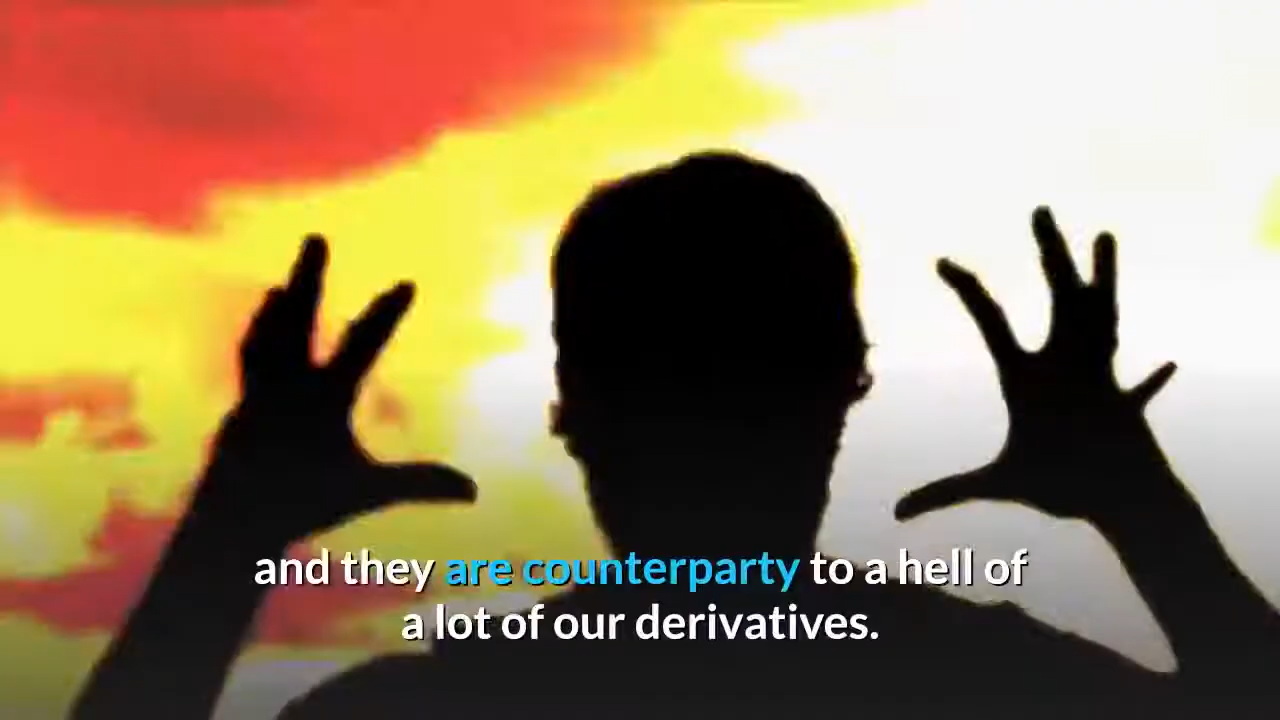 and they are counterparty to a hell of
a lot of our derivatives.